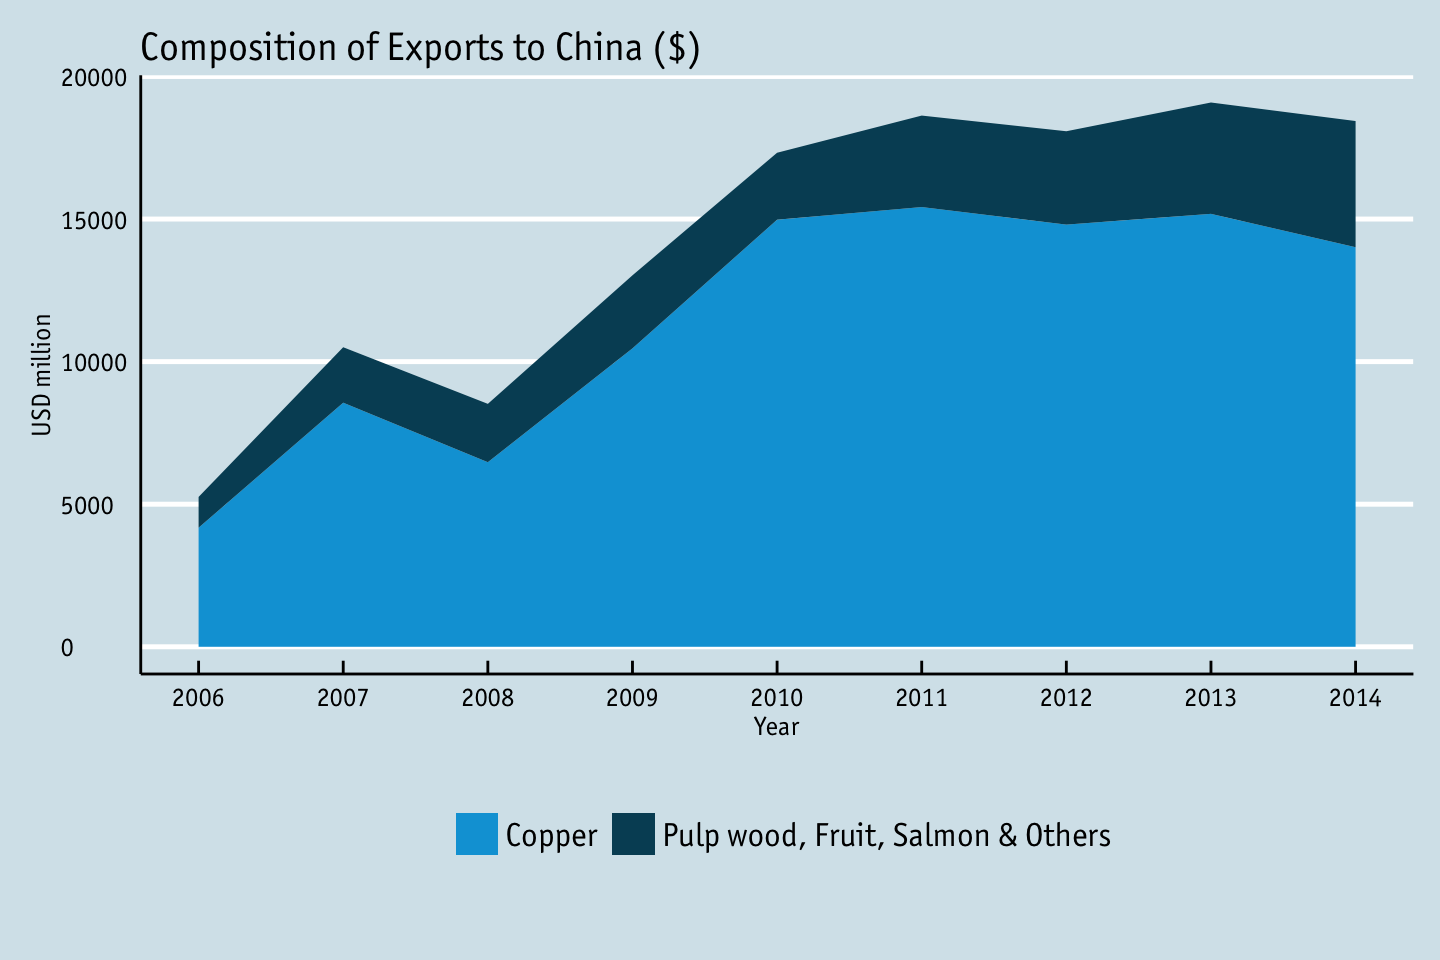 Composition of Exports to China ($)
20000
15000
10000
5000
0
USD million
2006 2007 2008 2009 2010 2011 2012 2013 2014
Year
Copper Pulp wood, Fruit, Salmon & Others